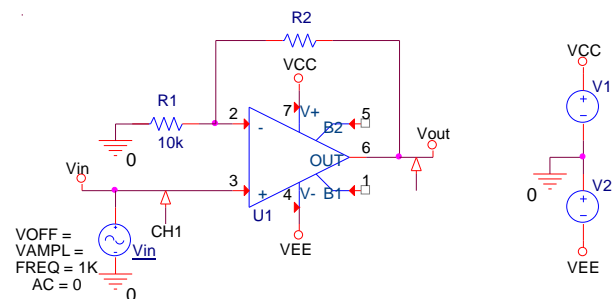 R2
VCC
VCC
R1
7
V+
5
V1
2
-
B2
10k
6
Vout
OUT
0
Vin
3
+
V-
4
B1
1
0
V2
U1
CH1
VOFF =
VAMPL =
FREQ = 1K
AC = 0
Vin
VEE
VEE
0